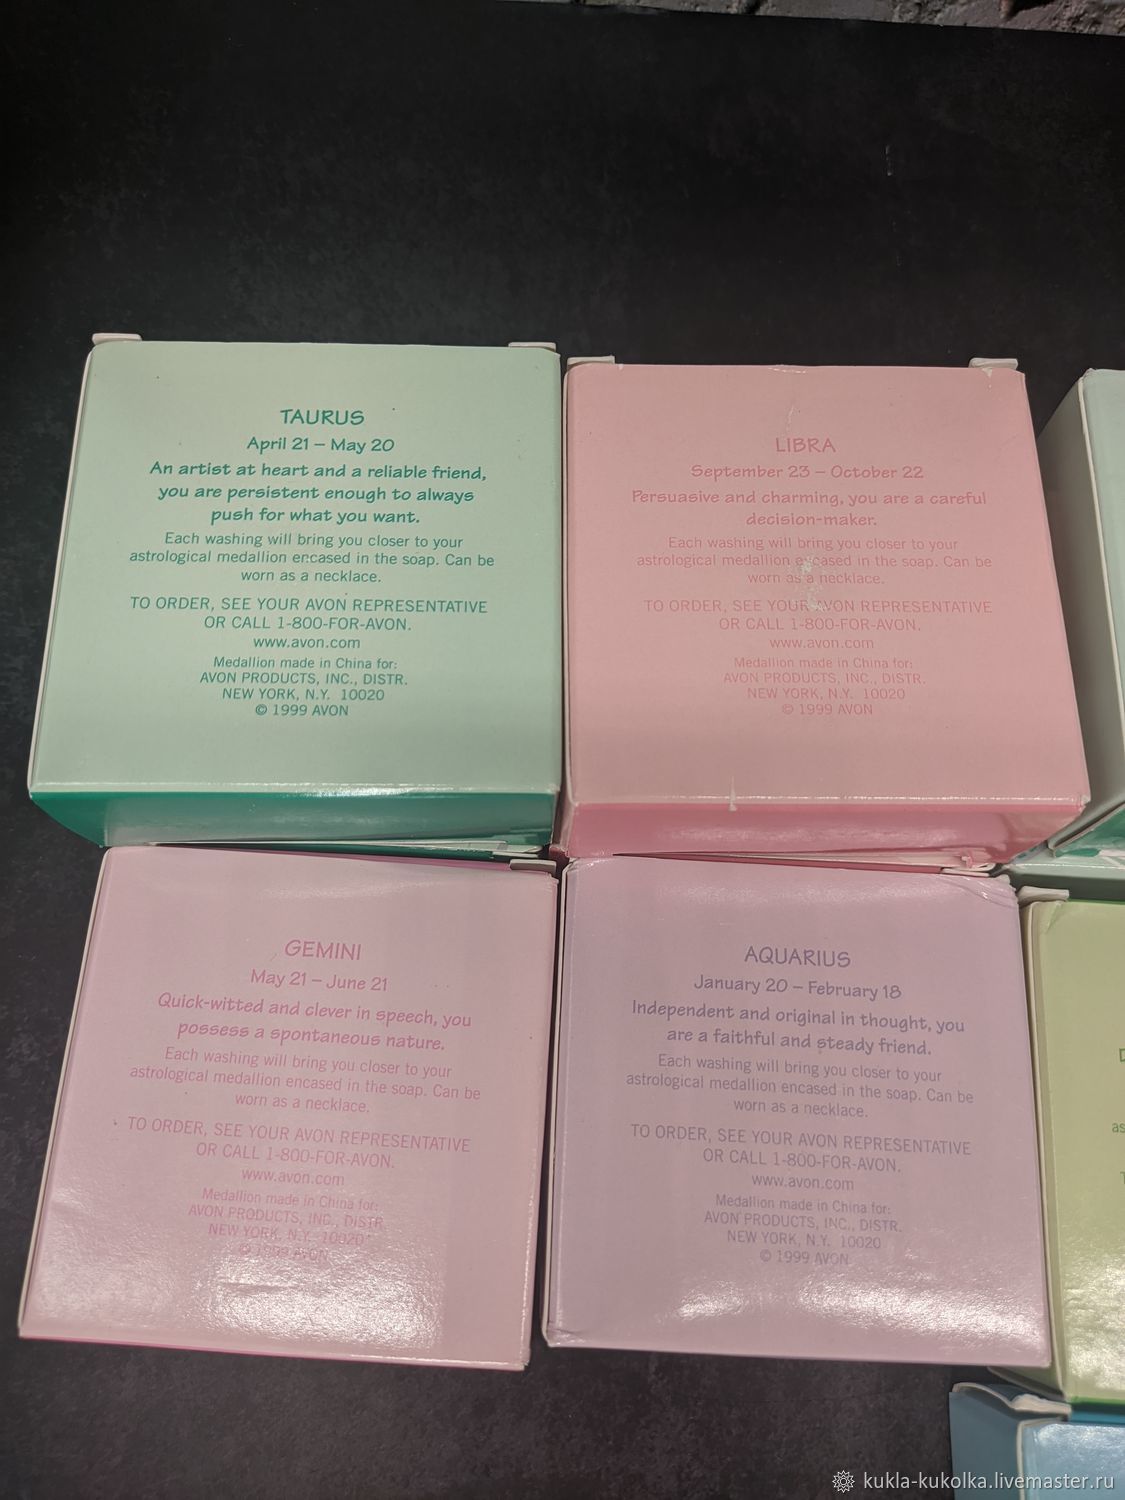 TAURUS
April 21 – May 20
An artist at heart and a reliable friend,
you are persistent enough to always
push for what you want.
Each washing will bring you closer to your
astrological medallion encased in the soap. Can be
worn as a necklace.
TO ORDER, SEE YOUR AVON REPRESENTATIVE
OR CALL 1-800-FOR-AVON.
www.avon.com
Medallion made in China for:
AVON PRODUCTS, INC., DISTR.
NEW YORK, N.Y. 10020
© 1999 AVON
LIBRA
September 23 – October 22
Persuasive and charming, you are a careful
decision-maker.
Each washing will bring you closer to your
astrological medallion encased in the soap. Can be
worn as a necklace.
TO ORDER, SEE YOUR AVON REPRESENTATIVE
OR CALL 1-800-FOR-AVON.
www.avon.com
Medallion made in China for:
AVON PRODUCTS, INC., DISTR.
NEW YORK, N.Y. 10020
© 1999 AVON
GEMINI
May 21 – June 21
Quick-witted and clever in speech, you
possess a spontaneous nature.
Each washing will bring you closer to your
astrological medallion encased in the soap. Can be
worn as a necklace.
TO ORDER, SEE YOUR AVON REPRESENTATIVE
OR CALL 1-800-FOR-AVON.
www.avon.com
Medallion made in China for:
AVON PRODUCTS, INC., DISTR.
NEW YORK, N.Y. 10020
© 1999 AVON
AQUARIUS
January 20 – February 18
Independent and original in thought, you
are a faithful and steady friend.
Each washing will bring you closer to your
astrological medallion encased in the soap. Can be
worn as a necklace.
TO ORDER, SEE YOUR AVON REPRESENTATIVE
OR CALL 1-800-FOR-AVON.
www.avon.com
Medallion made in China for:
AVON PRODUCTS, INC., DISTR.
NEW YORK, N.Y. 10020
© 1999 AVON
kukla-kukolka.livemaster.ru